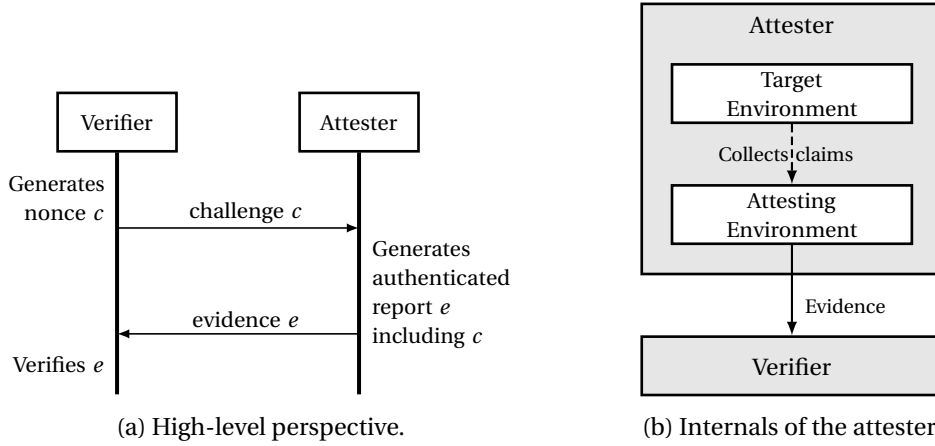 Verifier
Attester
Generates
nonce c
challenge c
Generates
authenticated
report e
including c
evidence e
Verifies e
(a) High-level perspective.
Attester
Target
Environment
Collects claims
Attesting
Environment
Evidence
Verifier
(b) Internals of the attester